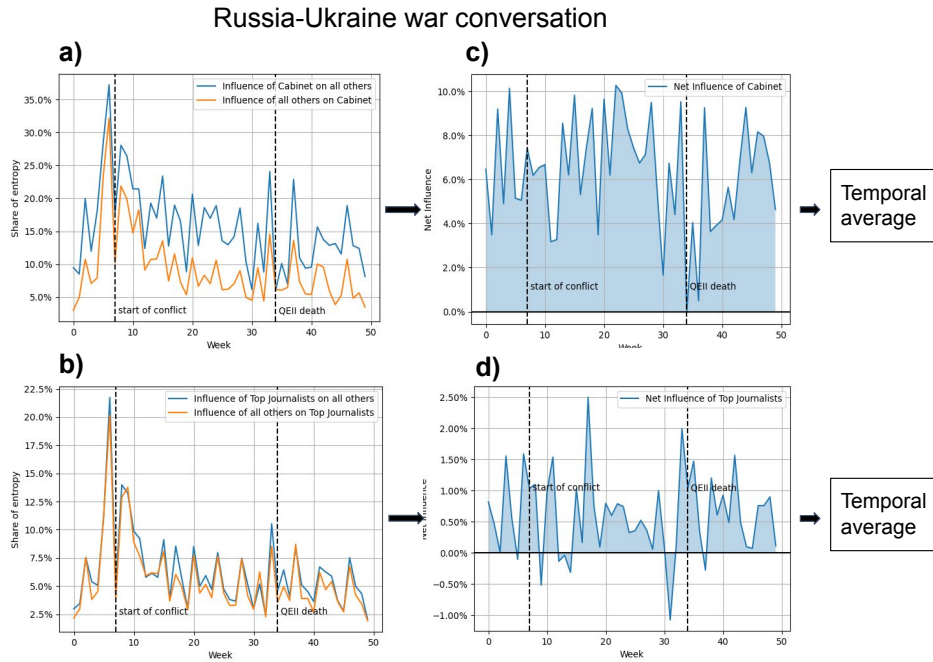 Russia-Ukraine war conversation
a)
Influence of Cabinet on all others
Influence of all others on Cabinet
35.0%
30.0%
25.0%
20.0%
15.0%
10.0%
5.0%
Share of entropy
start of conflict
QEII death
0
10
20
30
40
50
Week
c)
Net Influence of Cabinet
10.0%
8.0%
6.0%
4.0%
2.0%
0.0%
Net Influence
start of conflict
QEII death
0
10
20
30
40
50
Week
Temporal
average
b)
Influence of Top Journalists on all others
Influence of all others on Top Journalists
22.5%
20.0%
17.5%
15.0%
12.5%
10.0%
7.5%
5.0%
2.5%
Share of entropy
start of conflict
QEII death
0
10
20
30
40
50
Week
d)
Net Influence of Top Journalists
2.50%
2.00%
1.50%
1.00%
0.50%
0.00%
−0.50%
−1.00%
Net Influence
start of conflict
QEII death
0
10
20
30
40
50
Week
Temporal
average